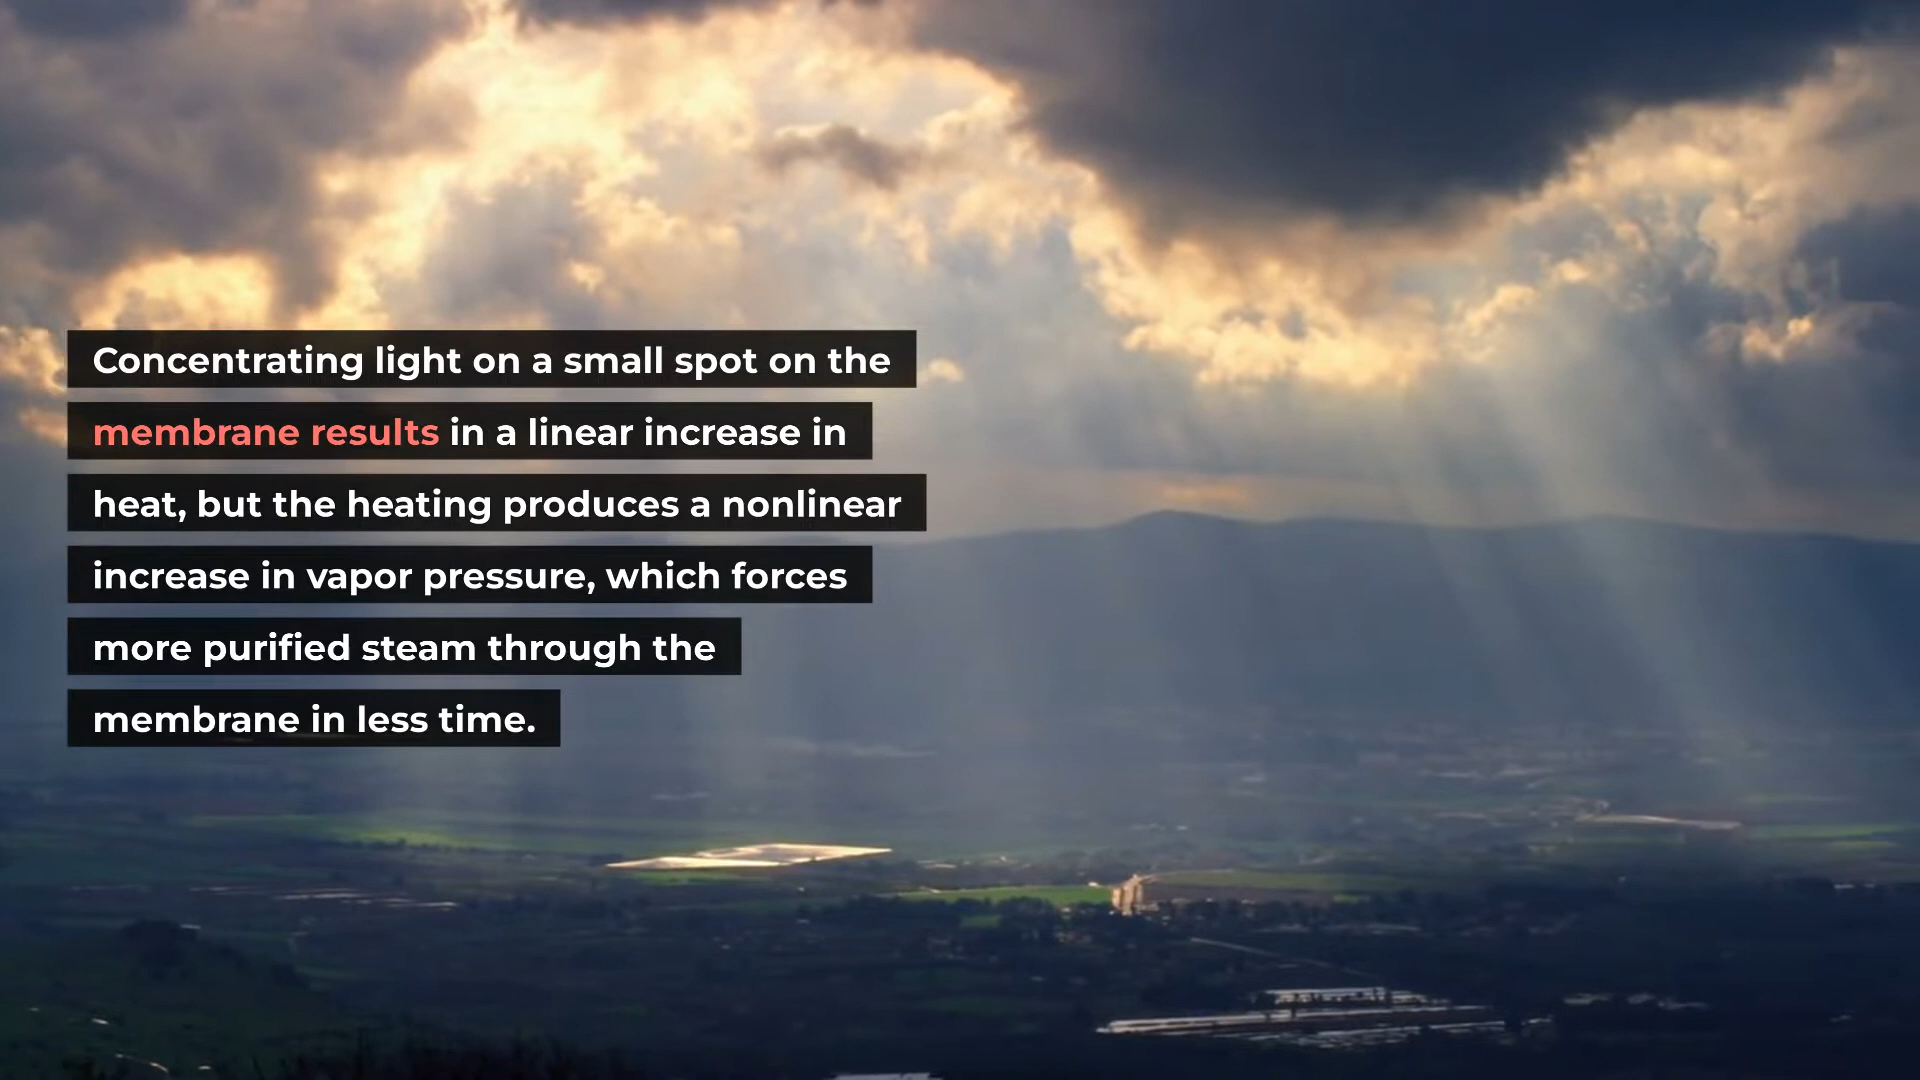 Concentrating light on a small spot on the
membrane results in a linear increase in
heat, but the heating produces a nonlinear
increase in vapor pressure, which forces
more purified steam through the
membrane in less time.